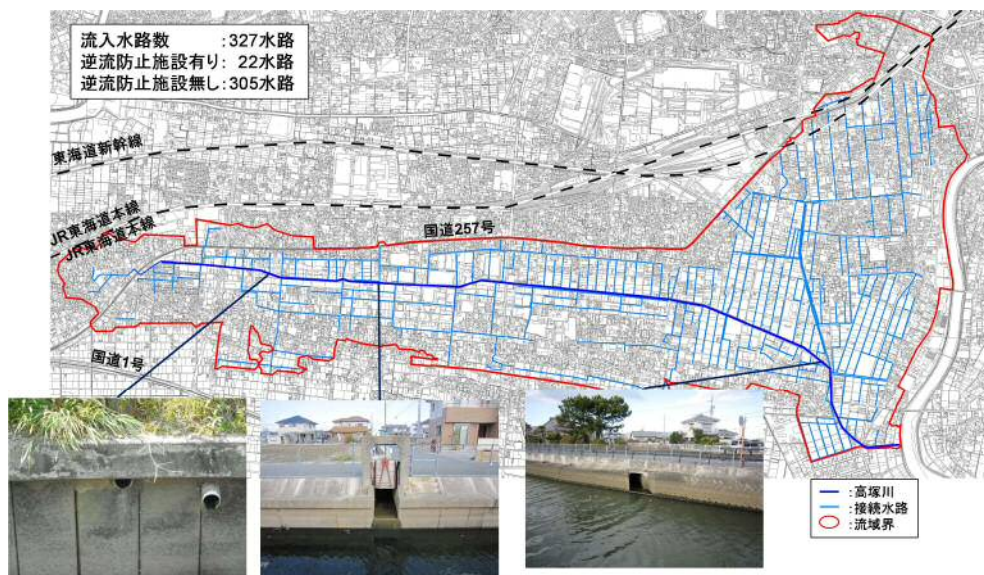 流入水路数 :327水路
逆流防止施設有り: 22水路
逆流防止施設無し:305水路
東海道新幹線
JR東海道本線
JR東海道本線
国道257号
国道1号
:高塚川
:接続水路
:流域界